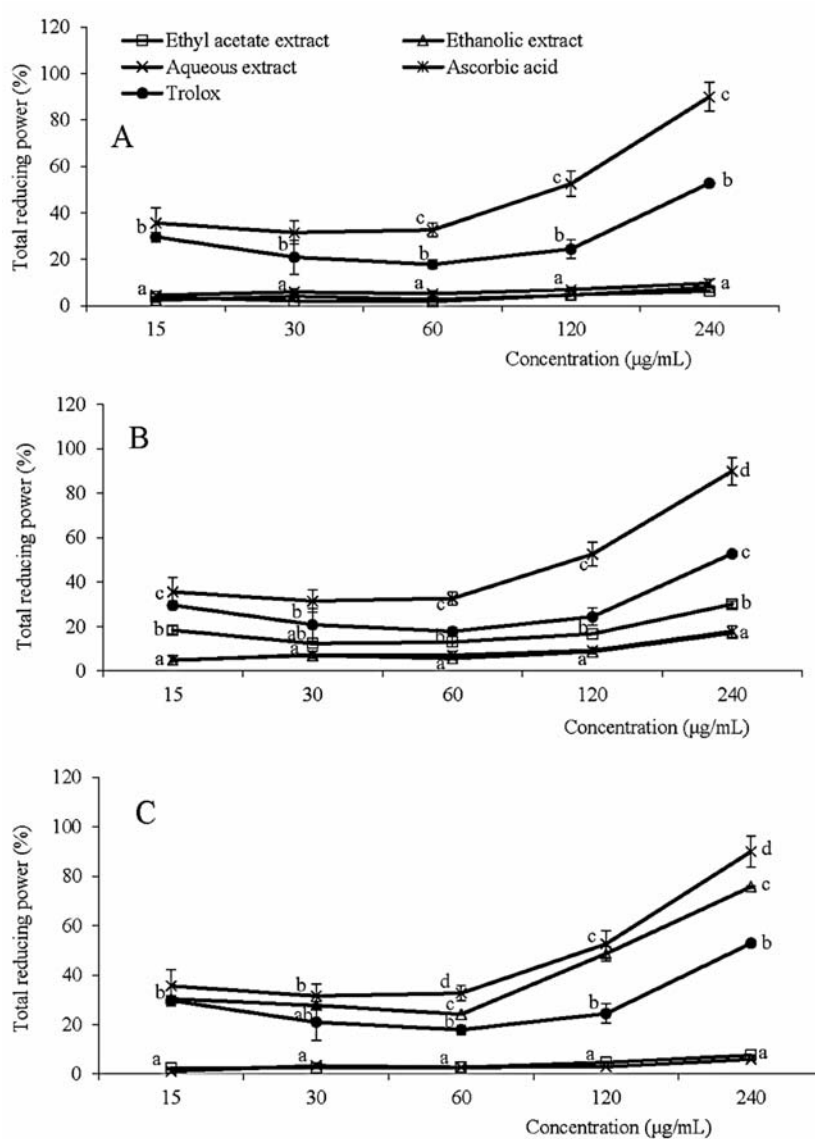 120
100
80
60
40
20
0
Total reducing power (%)
Ethyl acetate extract
Ethanolic extract
Aqueous extract
Ascorbic acid
Trolox
A
c
c
c
b
b
b
b
b
a
a
a
a
a
15
30
60
120
240
Concentration (µg/mL)
120
100
80
60
40
20
0
Total reducing power (%)
B
d
c
c
c
c
b
b
b
ab
b
b
a
a
a
a
a
15
30
60
120
240
Concentration (µg/mL)
120
100
80
60
40
20
0
Total reducing power (%)
C
d
c
c
d
b
b
b
c
b
ab
b
a
a
a
a
a
15
30
60
120
240
Concentration (µg/mL)